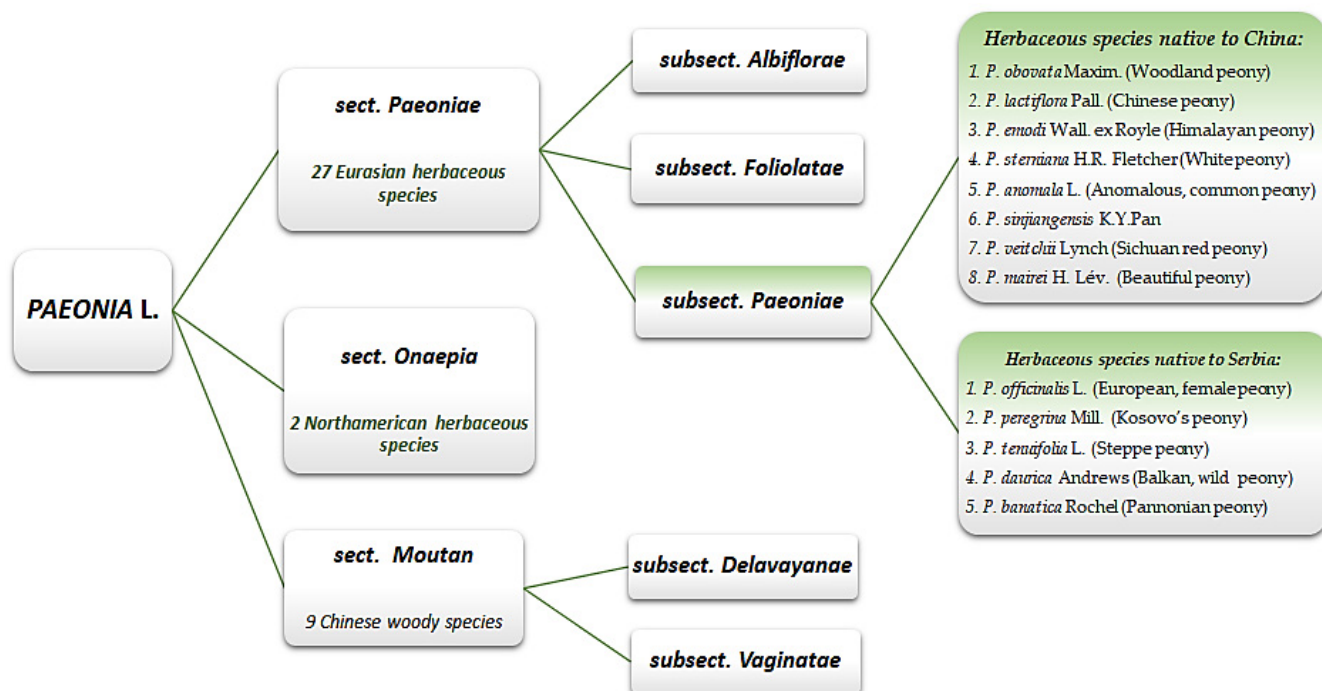 PAEONIA L.
sect. Paeoniae
27 Eurasian herbaceous
species
sect. Onaepia
2 Northamerican herbaceous
species
sect. Moutan
9 Chinese woody species
subsect. Albiflorae
subsect. Foliolatae
subsect. Paeoniae
subsect. Delavayanae
subsect. Vaginatae
Herbaceous species native to China:
1. P. obovata Maxim. (Woodland peony)
2. P. lactiflora Pall. (Chinese peony)
3. P. emodi Wall. ex Royle (Himalayan peony)
4. P. sterniana H.R. Fletcher (White peony)
5. P. anomala L. (Anomalous, common peony)
6. P. sinjiangensis K.Y.Pan
7. P. veitchii Lynch (Sichuan red peony)
8. P. mairei H. Lév. (Beautiful peony)
Herbaceous species native to Serbia:
1. P. officinalis L. (European, female peony)
2. P. peregrina Mill. (Kosovo's peony)
3. P. tenuifolia L. (Steppe peony)
4. P. daurica Andrews (Balkan, wild peony)
5. P. banatica Rochel (Pannonian peony)